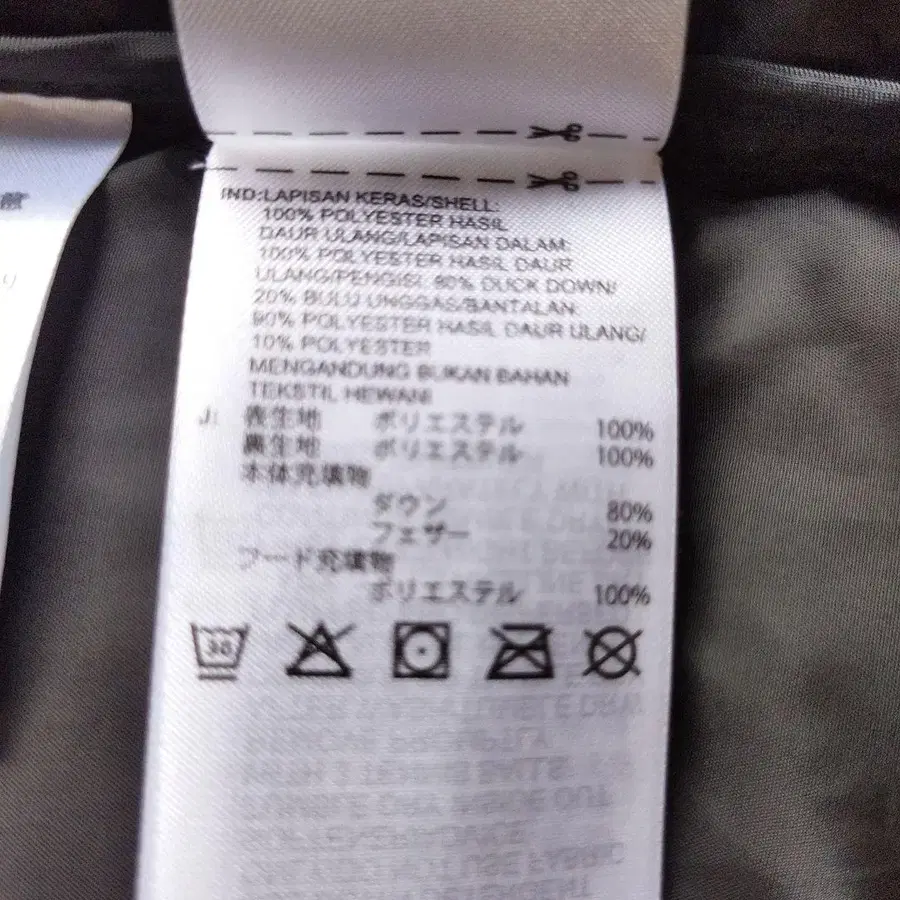 IND:LAPISAN KERAS/SHELL:
100% POLYESTER HASIL
DAUR ULANG/LAPISAN DALAM:
100% POLYESTER HASIL DAUR
ULANG/PENGISI: 80% DUCK DOWN/
20% BULU UNGGAS/BANTALAN:
90% POLYESTER HASIL DAUR ULANG/
10% POLYESTER
MENGANDUNG BUKAN BAHAN
TEKSTIL HEWANI
J: 表生地 ポリエステル 100%
裏生地 ポリエステル 100%
本体充填物
ダウン 80%
フェザー 20%
フード充填物
ポリエステル 100%
30